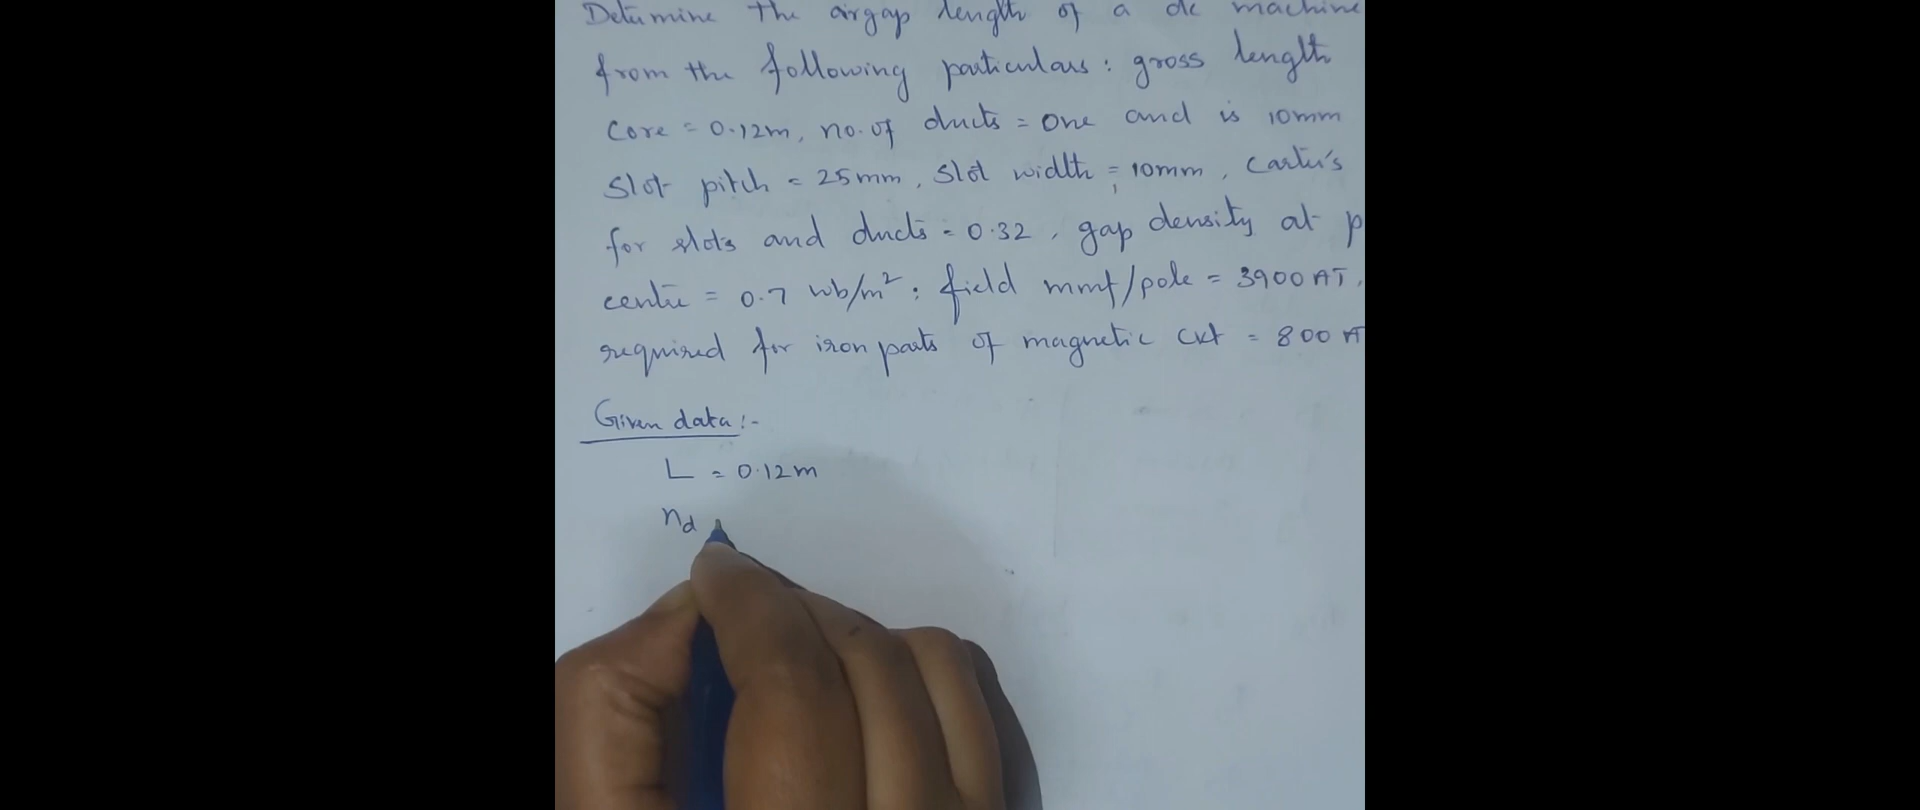 Determine the airgap length of a dc machine
from the following particulars: gross length
Core = 0.12m, no. of ducts = one and is 10mm
slot pitch = 25mm, slot width = 10mm, Carter's
for slots and ducts = 0.32, gap density at p
centre = 0.7 wb/m²; field mmf/pole = 3900 AT,
required for iron parts of magnetic ckt = 800 A
Given data:-
L = 0.12m
nd